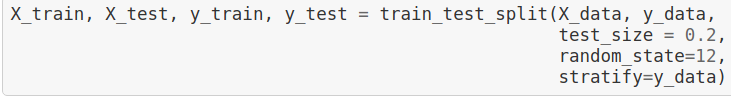 X_train, X_test, y_train, y_test = train_test_split(X_data, y_data,
test_size = 0.2,
random_state=12,
stratify=y_data)